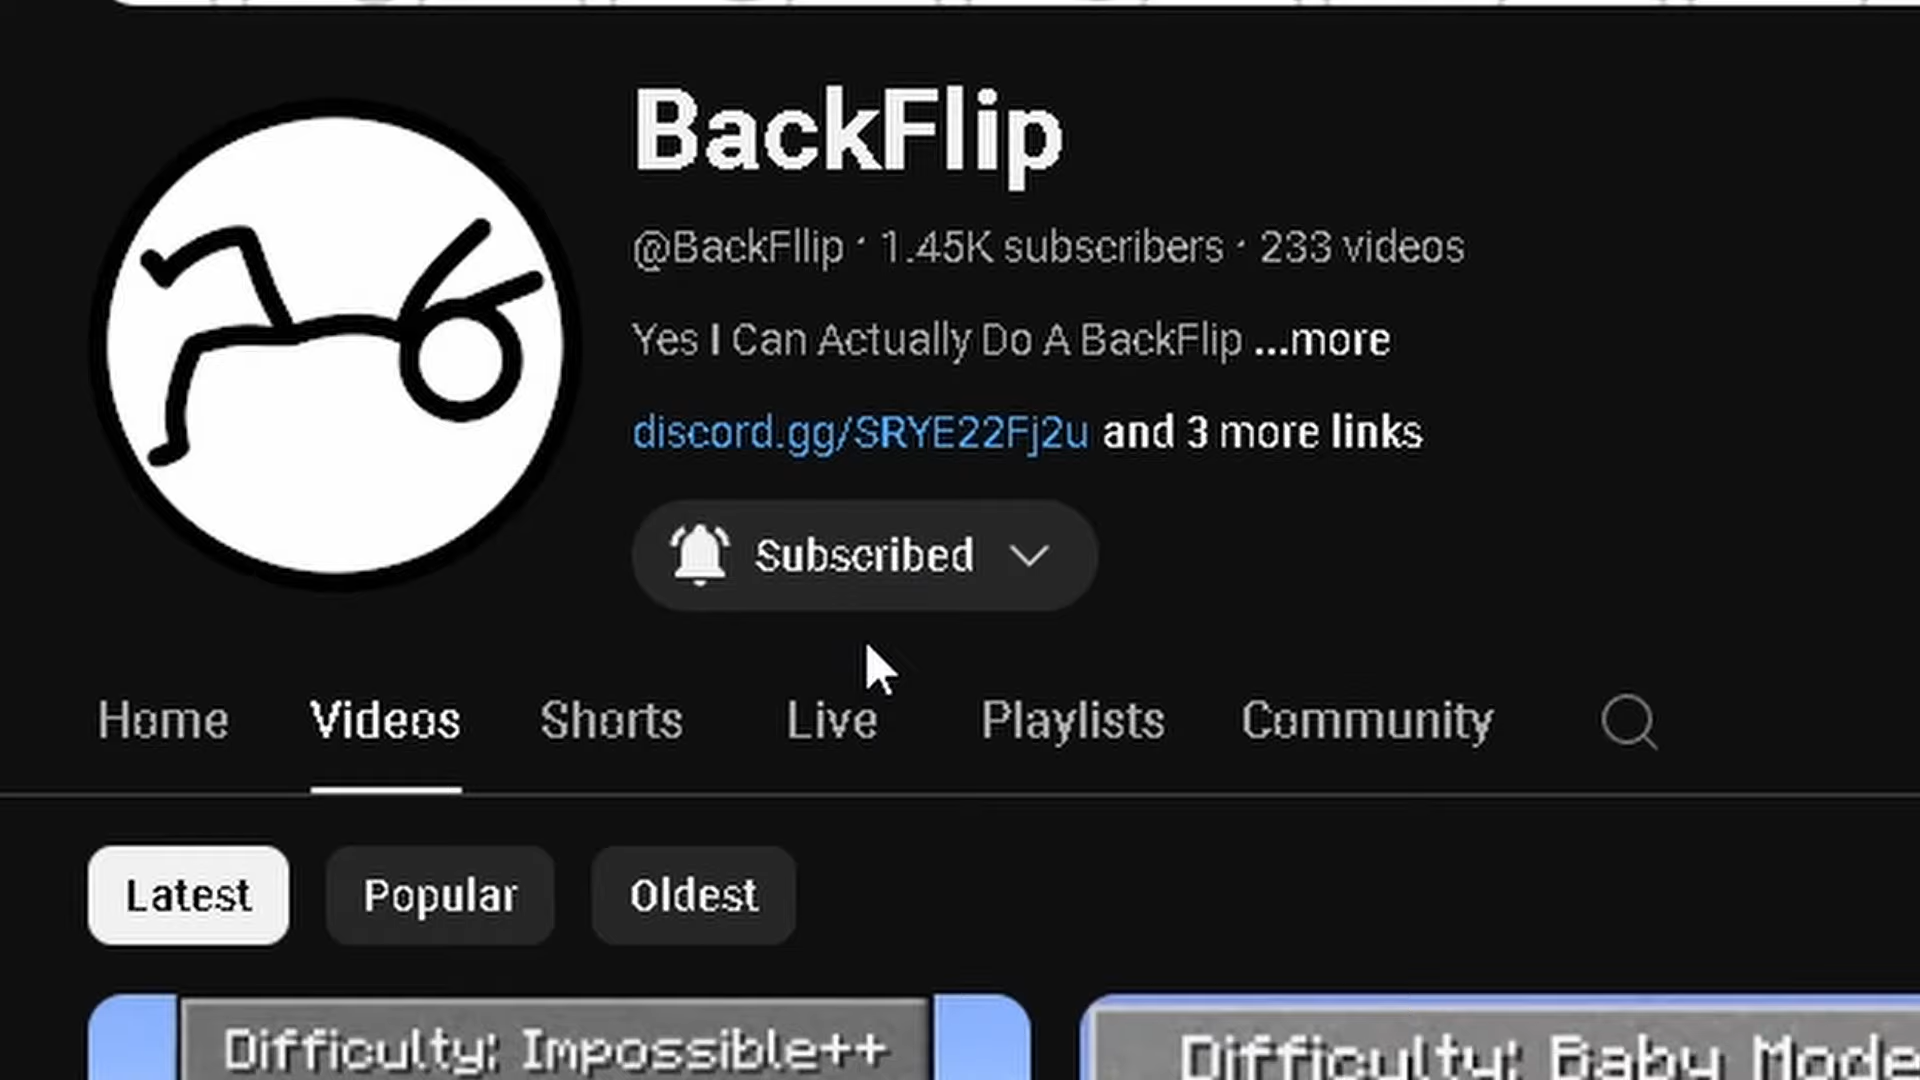 BackFlip
@BackFllip · 1.45K subscribers · 233 videos
Yes I Can Actually Do A BackFlip ...more
discord.gg/SRYE22Fj2u and 3 more links
Subscribed
Home Videos Shorts Live Playlists Community
Latest Popular Oldest
Difficulty: Impossible++
Difficulty: Baby Mode